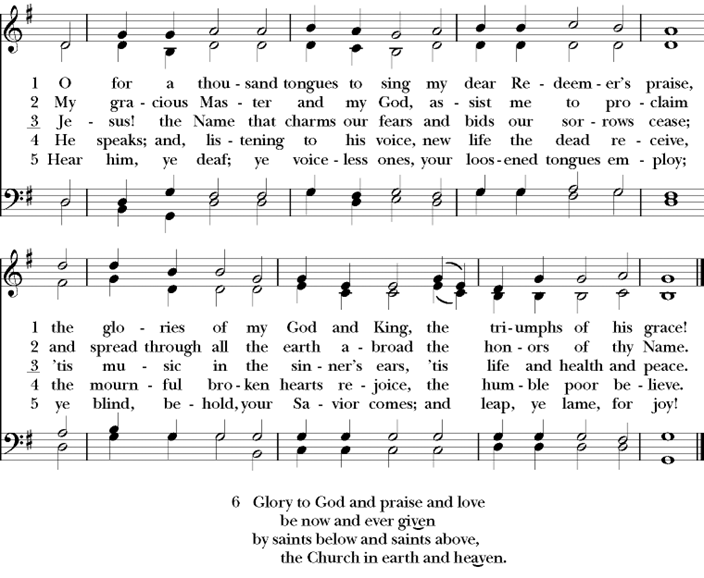 1 O for a thou - sand tongues to sing my dear Re - deem - er's praise,
2 My gra - cious Mas - ter and my God, as - sist me to pro - claim
3 Je - sus! the Name that charms our fears and bids our sor - rows cease;
4 He speaks; and, lis - tening to his voice, new life the dead re - ceive,
5 Hear him, ye deaf; ye voice - less ones, your loos - ened tongues em - ploy;
1 the glo - ries of my God and King, the tri - umphs of his grace!
2 and spread through all the earth a - broad the hon - ors of thy Name.
3 'tis mu - sic in the sin - ner's ears, 'tis life and health and peace.
4 the mourn - ful bro - ken hearts re - joice, the hum - ble poor be - lieve.
5 ye blind, be - hold, your Sa - vior comes; and leap, ye lame, for joy!
6 Glory to God and praise and love
be now and ever given
by saints below and saints above,
the Church in earth and heaven.